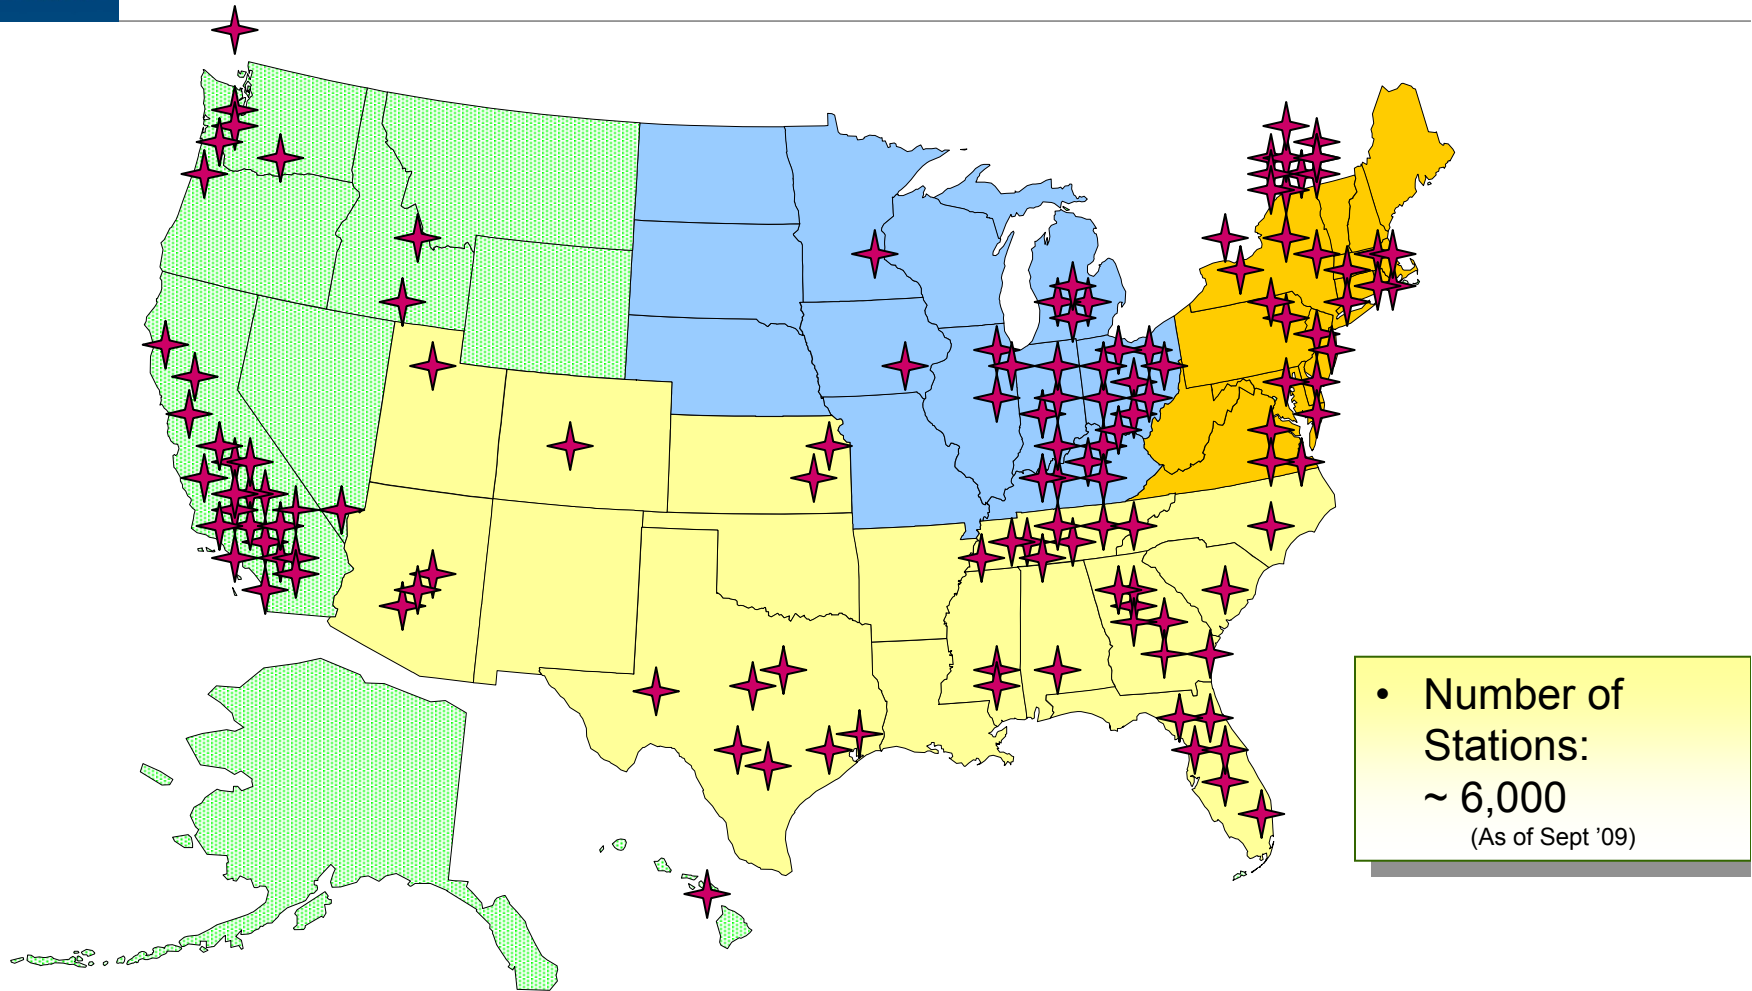 • Number of
Stations:
~ 6,000
(As of Sept ’09)